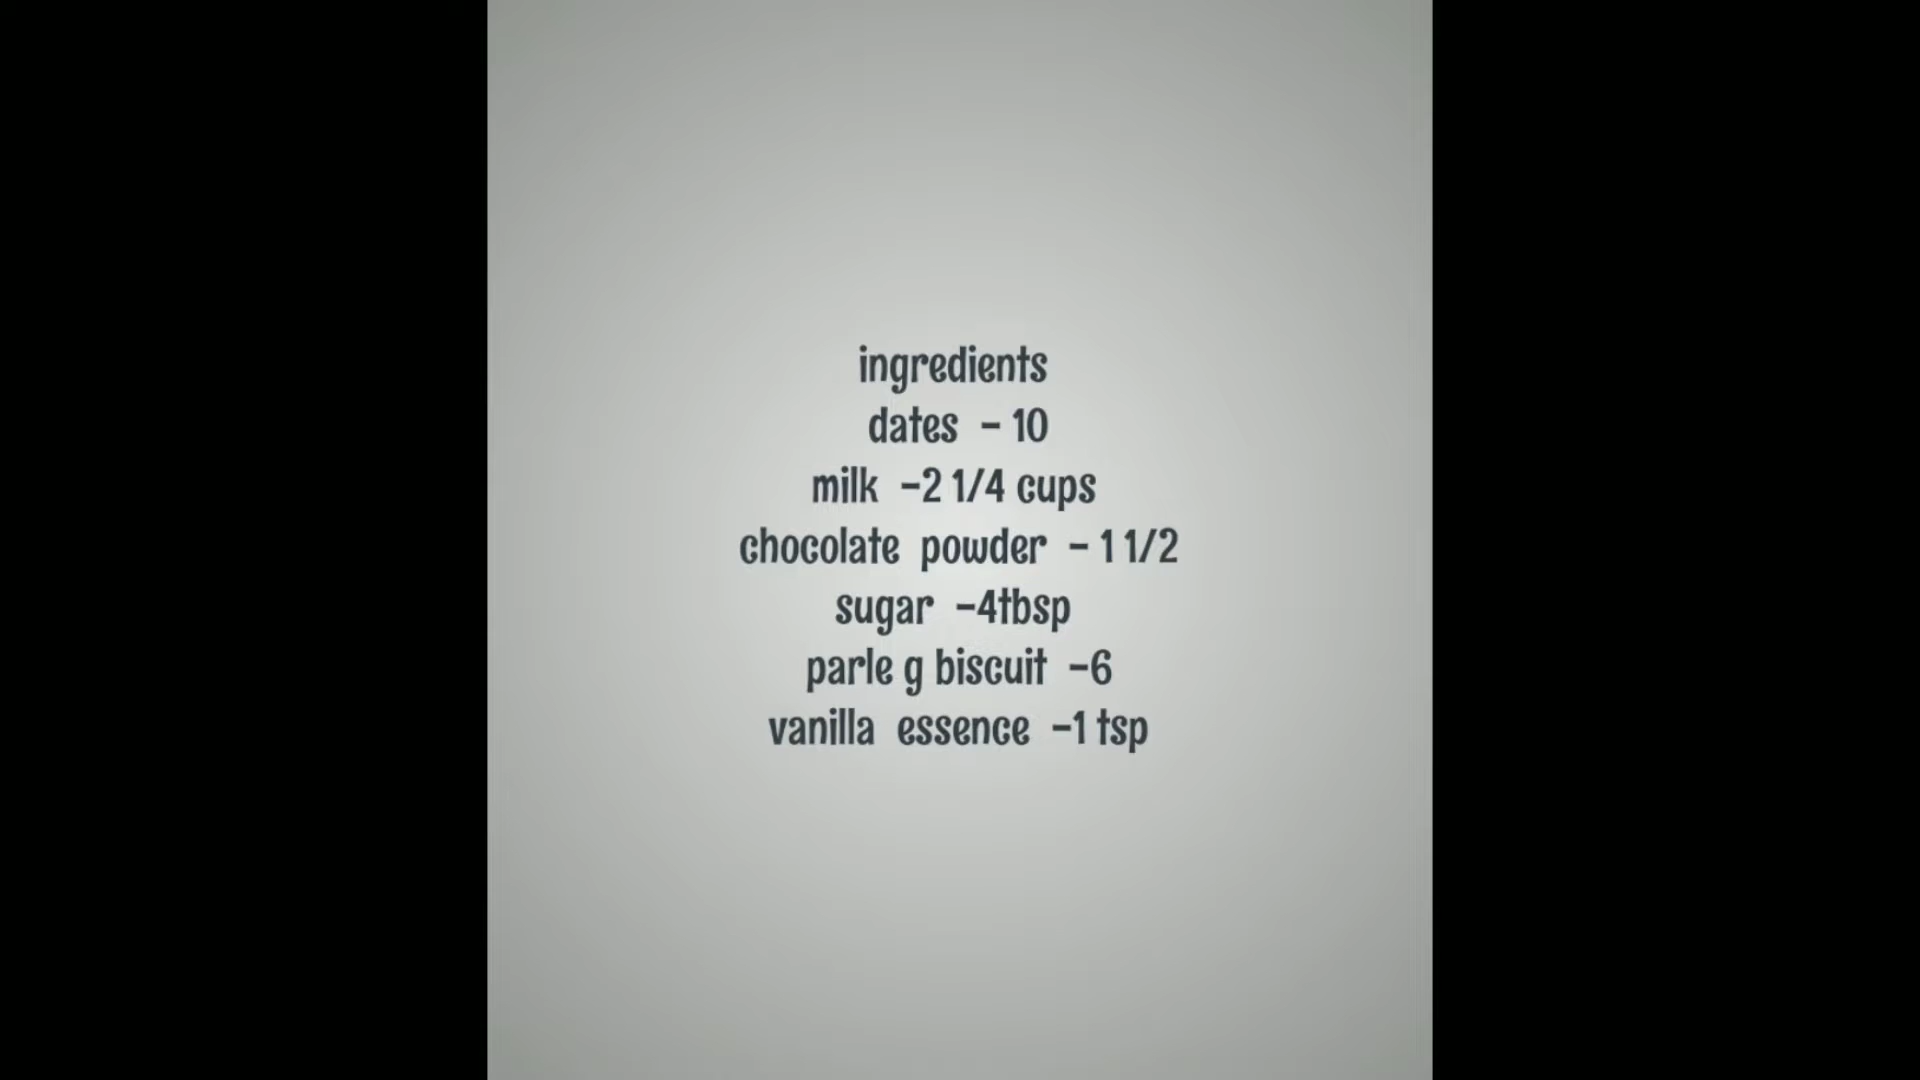 ingredients
dates - 10
milk -2 1/4 cups
chocolate powder - 1 1/2
sugar -4tbsp
parle g biscuit -6
vanilla essence -1 tsp